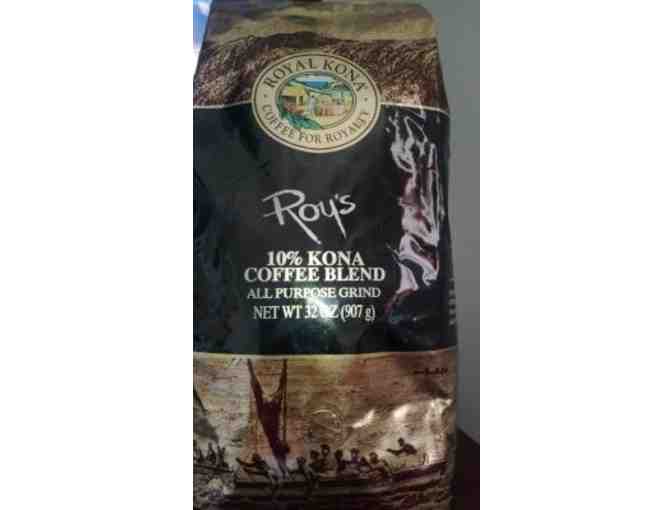 ROYAL KONA®
COFFEE FOR ROYALTY
Roy's
10% KONA
COFFEE BLEND
ALL PURPOSE GRIND
NET WT 32 OZ (907 g)